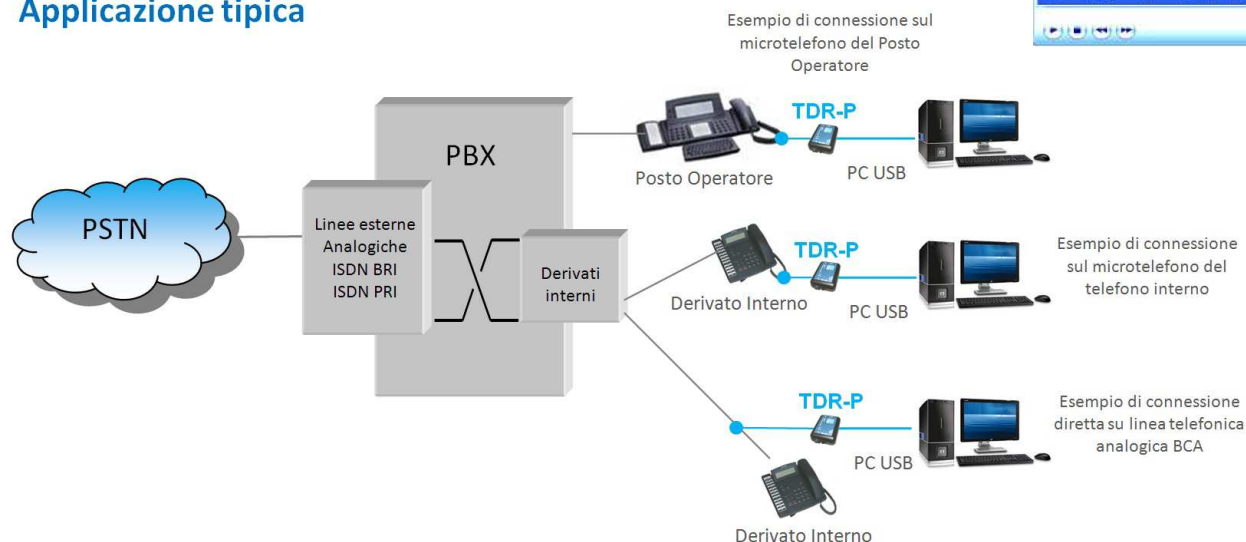 Applicazione tipica
Esempio di connessione sul
microtelefono del Posto
Operatore
TDR-P
PBX
Posto Operatore
PC USB
PSTN
Linee esterne
Analogiche
ISDN BRI
ISDN PRI
Derivati
interni
TDR-P
Derivato Interno
PC USB
Esempio di connessione
sul microtelefono del
telefono interno
TDR-P
PC USB
Esempio di connessione
diretta su linea telefonica
analogica BCA
Derivato Interno